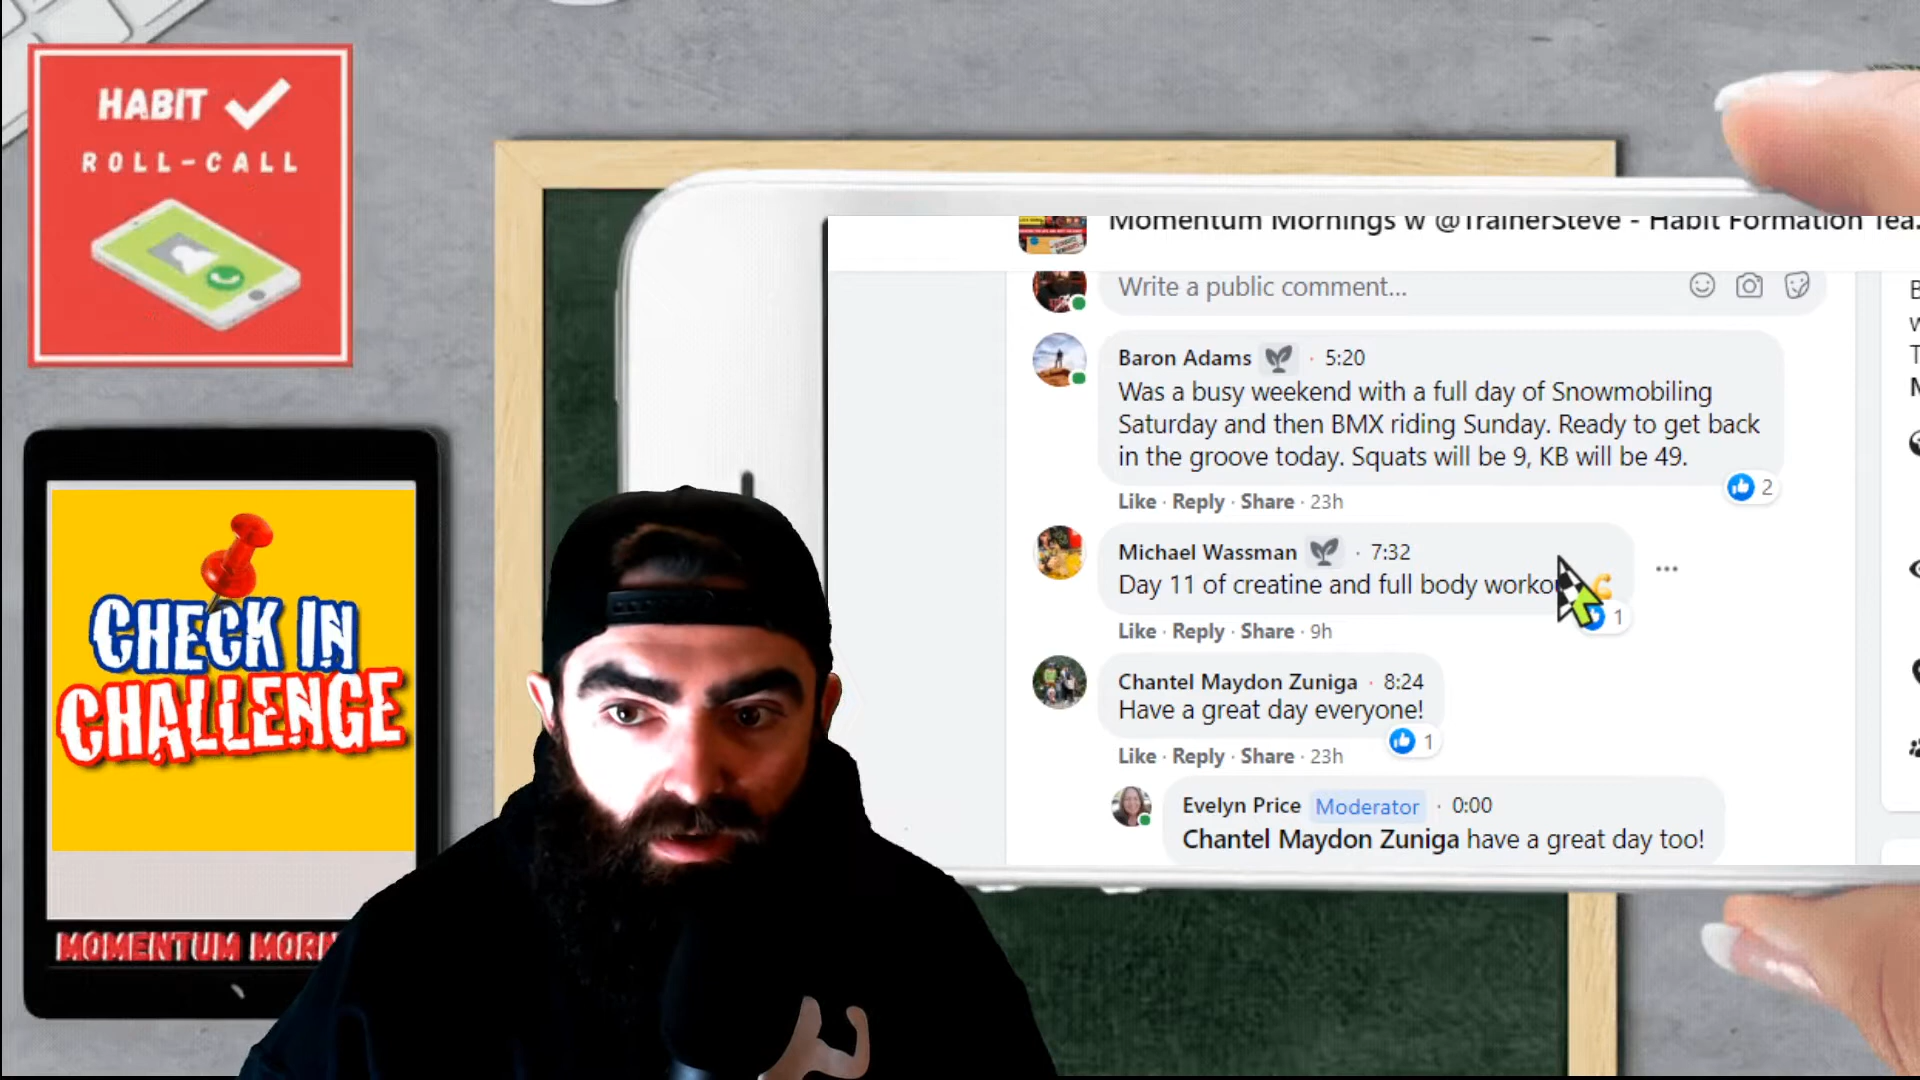 HABIT
ROLL-CALL
CHECK IN
CHALLENGE
MOMENTUM
Momentum Mornings w @TrainerSteve - Habit Formation Tea...
Write a public comment...
Baron Adams · 5:20
Was a busy weekend with a full day of Snowmobiling
Saturday and then BMX riding Sunday. Ready to get back
in the groove today. Squats will be 9, KB will be 49.
2
Like · Reply · Share · 23h
Michael Wassman · 7:32
Day 11 of creatine and full body
1
Like · Reply · Share · 9h
Chantel Maydon Zuniga · 8:24
Have a great day everyone!
1
Like · Reply · Share · 23h
Evelyn Price Moderator · 0:00
Chantel Maydon Zuniga have a great day too!